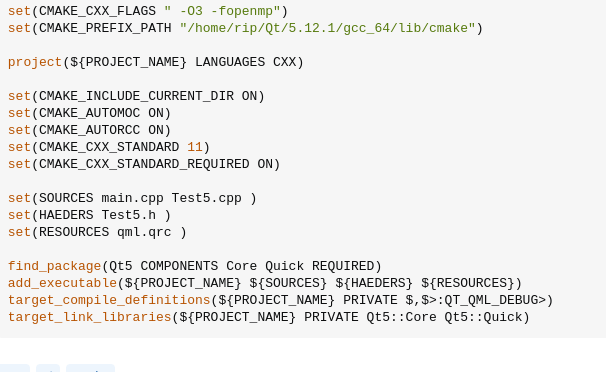 set(CMAKE_CXX_FLAGS " -O3 -fopenmp")
set(CMAKE_PREFIX_PATH "/home/rip/Qt/5.12.1/gcc_64/lib/cmake")
project(${PROJECT_NAME} LANGUAGES CXX)
set(CMAKE_INCLUDE_CURRENT_DIR ON)
set(CMAKE_AUTOMOC ON)
set(CMAKE_AUTORCC ON)
set(CMAKE_CXX_STANDARD 11)
set(CMAKE_CXX_STANDARD_REQUIRED ON)
set(SOURCES main.cpp Test5.cpp )
set(HAEDERS Test5.h )
set(RESOURCES qml.qrc )
find_package(Qt5 COMPONENTS Core Quick REQUIRED)
add_executable(${PROJECT_NAME} ${SOURCES} ${HAEDERS} ${RESOURCES})
target_compile_definitions(${PROJECT_NAME} PRIVATE $,$>:QT_QML_DEBUG>)
target_link_libraries(${PROJECT_NAME} PRIVATE Qt5::Core Qt5::Quick)